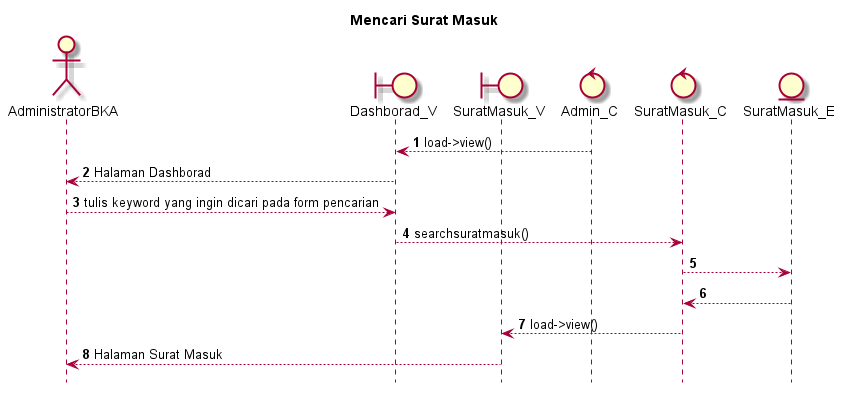 Mencari Surat Masuk
AdministratorBKA
Dashborad_V
SuratMasuk_V
Admin_C
SuratMasuk_C
SuratMasuk_E
1 load->view()
2 Halaman Dashborad
3 tulis keyword yang ingin dicari pada form pencarian
4 searchsuratmasuk()
5
6
7 load->view()
8 Halaman Surat Masuk